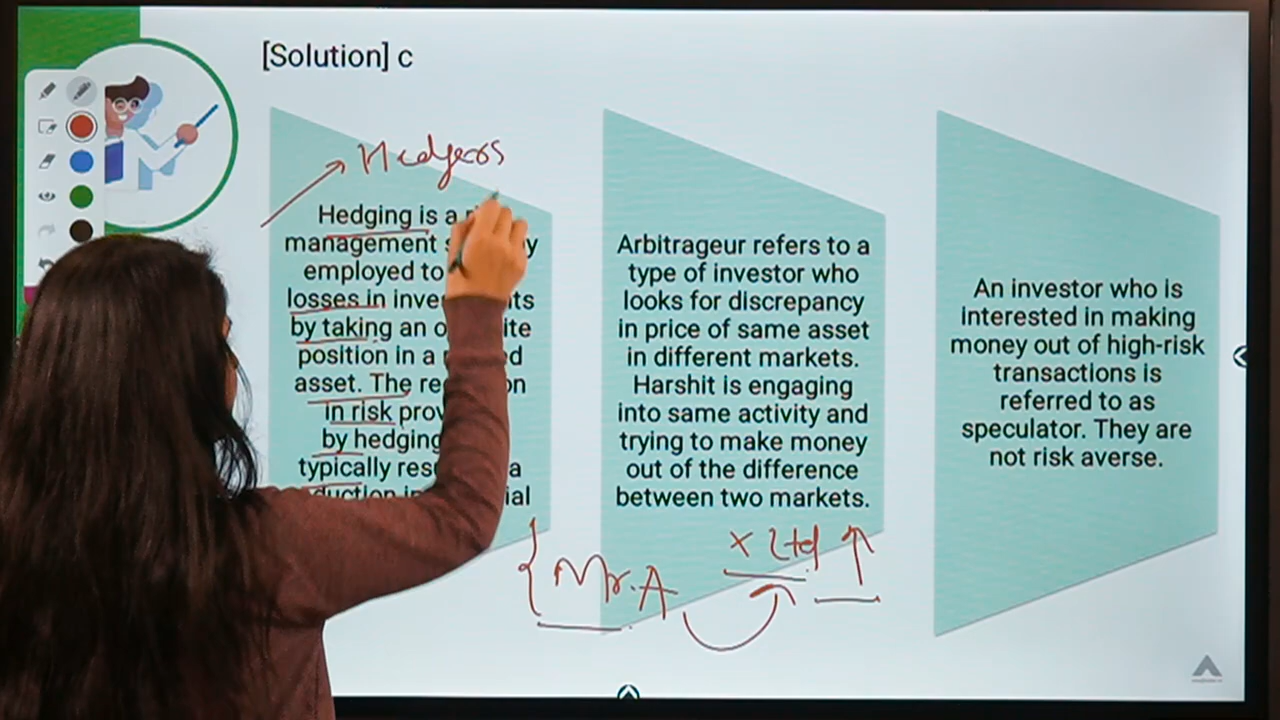 [Solution] c
Hedgers
Hedging is a
management
employed to
losses in
by taking an
position in a
asset. The
in risk
by hedging
typically a
Arbitrageur refers to a
type of investor who
looks for discrepancy
in price of same asset
in different markets.
Harshit is engaging
into same activity and
trying to make money
out of the difference
between two markets.
An investor who is
interested in making
money out of high-risk
transactions is
referred to as
speculator. They are
not risk averse.
Mr. A
X Ltd